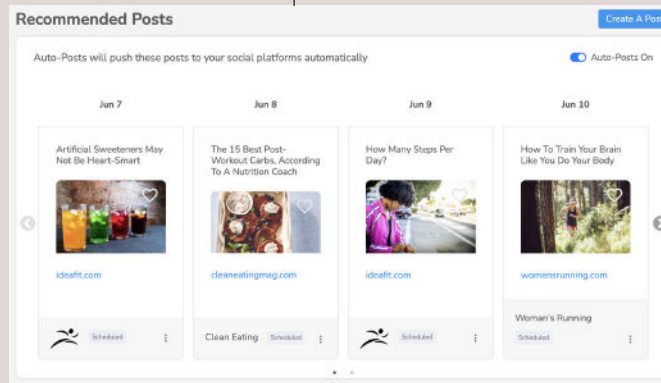 Recommended Posts
Create A Post
Auto-Posts will push these posts to your social platforms automatically
Auto-Posts On
Jun 7
Jun 8
Jun 9
Jun 10
Artificial Sweeteners May
Not Be Heart-Smart
ideafit.com
Scheduled
The 15 Best Post-
Workout Carbs, According
To A Nutrition Coach
cleaneatingmag.com
Clean Eating
Scheduled
How Many Steps Per
Day?
ideafit.com
Scheduled
How To Train Your Brain
Like You Do Your Body
womensrunning.com
Woman's Running
Scheduled